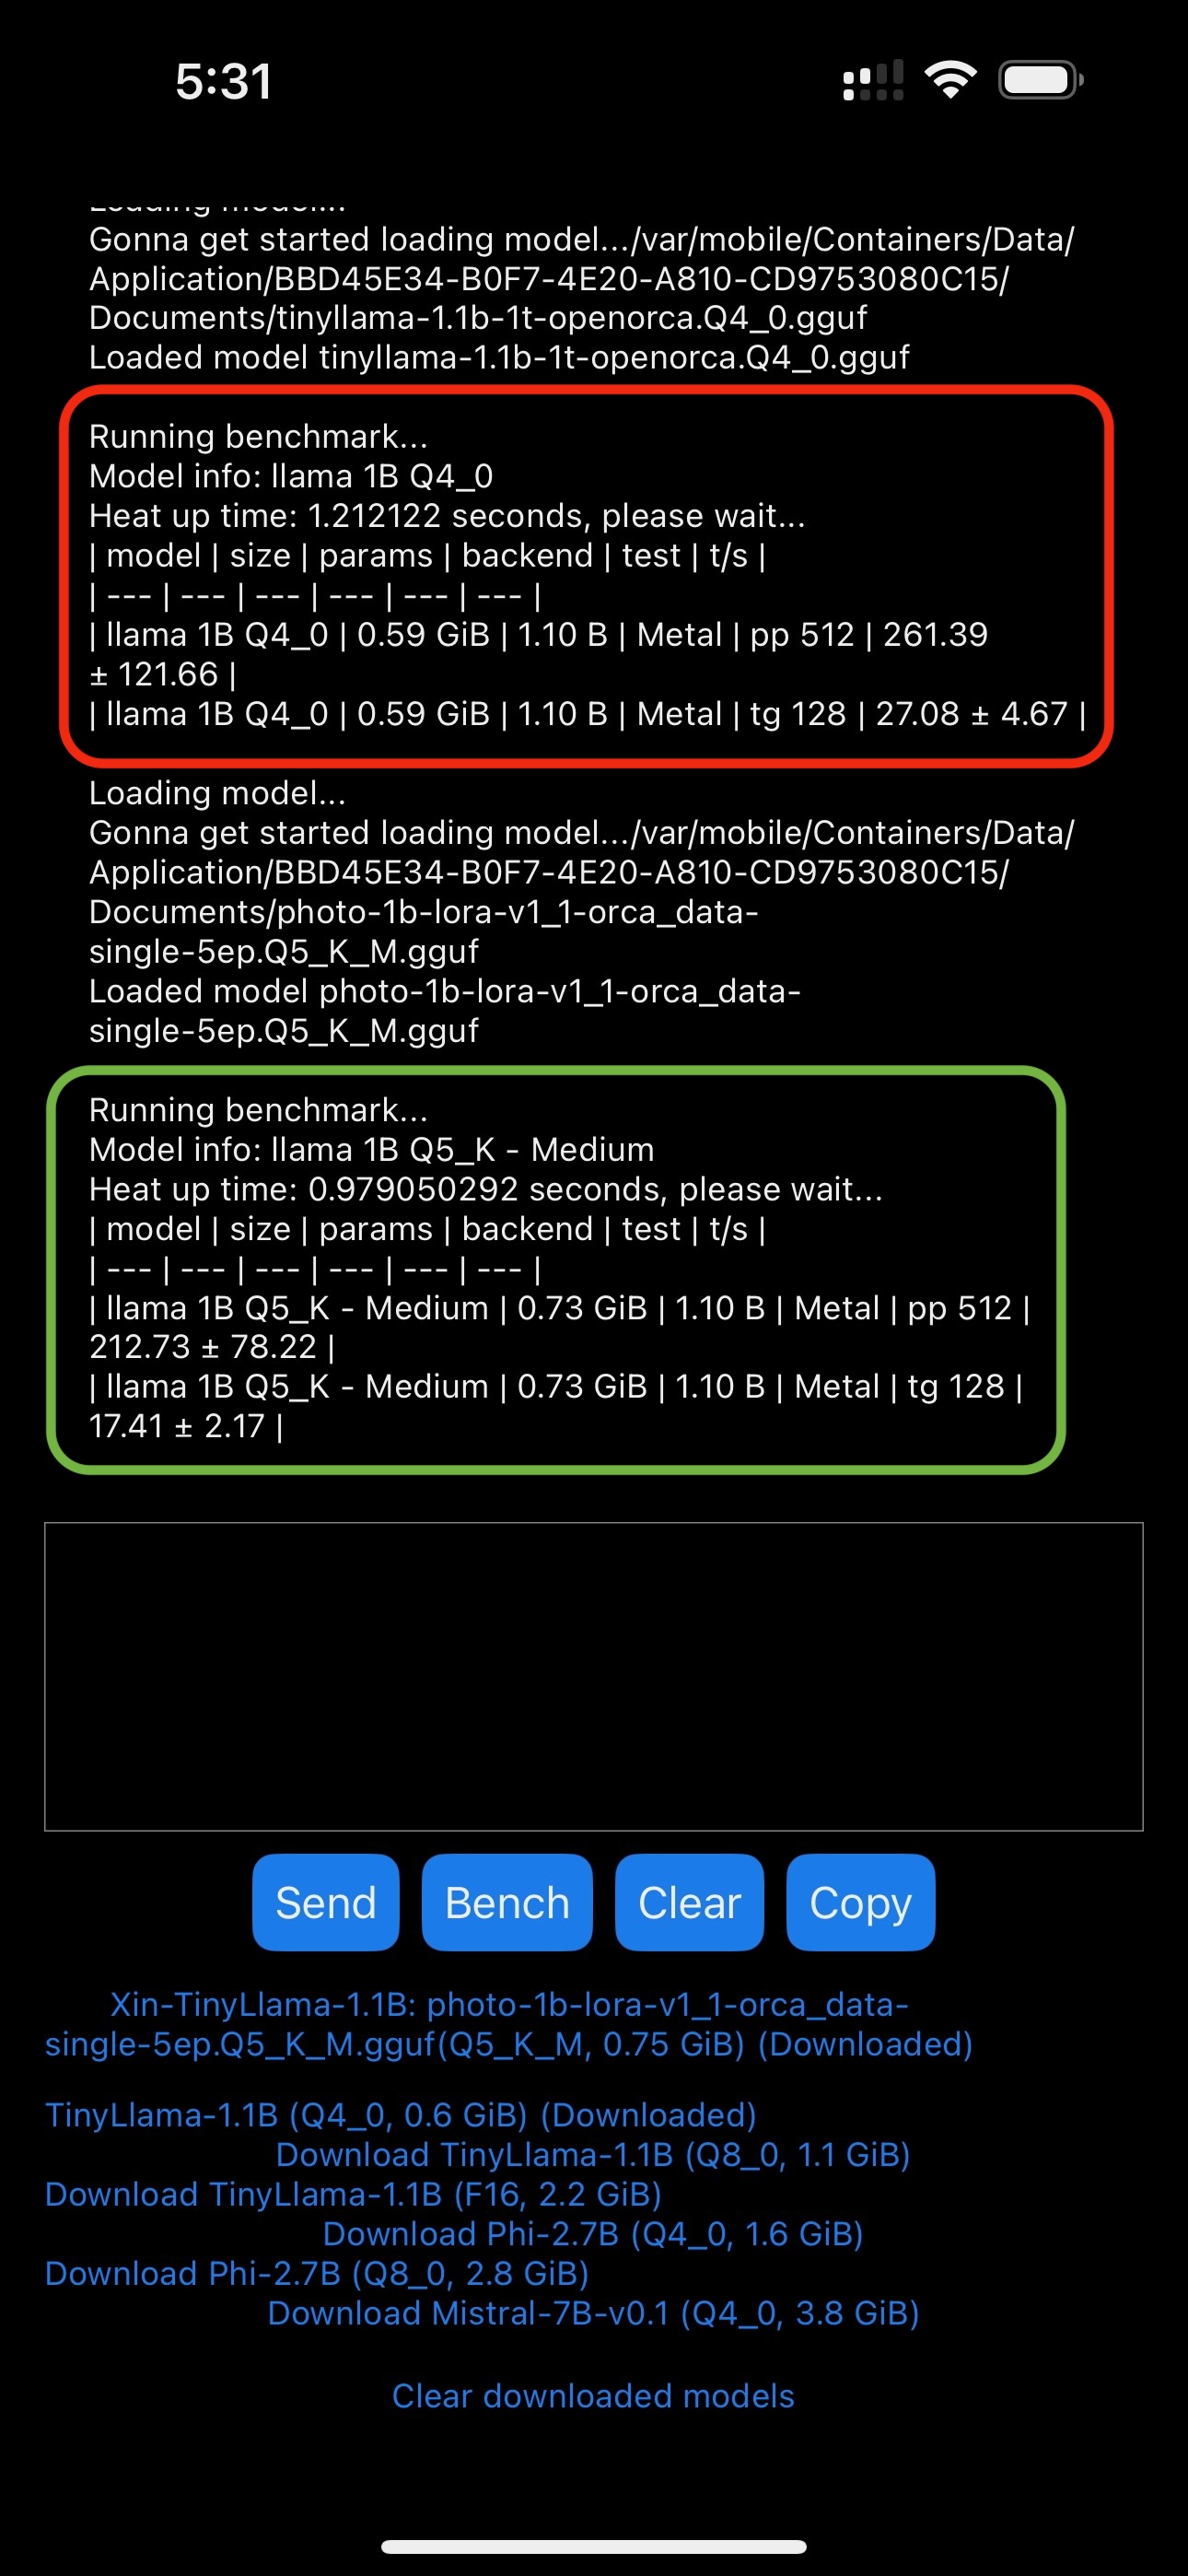 5:31
Loading model...
Gonna get started loading model.../var/mobile/Containers/Data/
Application/BBD45E34-B0F7-4E20-A810-CD9753080C15/
Documents/tinyllama-1.1b-1t-openorca.Q4_0.gguf
Loaded model tinyllama-1.1b-1t-openorca.Q4_0.gguf
Running benchmark...
Model info: llama 1B Q4_0
Heat up time: 1.212122 seconds, please wait...
| model | size | params | backend | test | t/s |
| --- | --- | --- | --- | --- | --- |
| llama 1B Q4_0 | 0.59 GiB | 1.10 B | Metal | pp 512 | 261.39
± 121.66 |
| llama 1B Q4_0 | 0.59 GiB | 1.10 B | Metal | tg 128 | 27.08 ± 4.67 |
Loading model...
Gonna get started loading model.../var/mobile/Containers/Data/
Application/BBD45E34-B0F7-4E20-A810-CD9753080C15/
Documents/photo-1b-lora-v1_1-orca_data-
single-5ep.Q5_K_M.gguf
Loaded model photo-1b-lora-v1_1-orca_data-
single-5ep.Q5_K_M.gguf
Running benchmark...
Model info: llama 1B Q5_K - Medium
Heat up time: 0.979050292 seconds, please wait...
| model | size | params | backend | test | t/s |
| --- | --- | --- | --- | --- | --- |
| llama 1B Q5_K - Medium | 0.73 GiB | 1.10 B | Metal | pp 512 |
212.73 ± 78.22 |
| llama 1B Q5_K - Medium | 0.73 GiB | 1.10 B | Metal | tg 128 |
17.41 ± 2.17 |
Send Bench Clear Copy
Xin-TinyLlama-1.1B: photo-1b-lora-v1_1-orca_data-
single-5ep.Q5_K_M.gguf(Q5_K_M, 0.75 GiB) (Downloaded)
TinyLlama-1.1B (Q4_0, 0.6 GiB) (Downloaded)
Download TinyLlama-1.1B (Q8_0, 1.1 GiB)
Download TinyLlama-1.1B (F16, 2.2 GiB)
Download Phi-2.7B (Q4_0, 1.6 GiB)
Download Phi-2.7B (Q8_0, 2.8 GiB)
Download Mistral-7B-v0.1 (Q4_0, 3.8 GiB)
Clear downloaded models